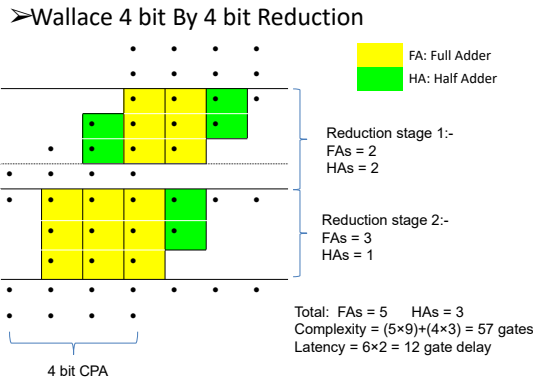 ➢Wallace 4 bit By 4 bit Reduction
FA: Full Adder
HA: Half Adder
Reduction stage 1:-
FAs = 2
HAs = 2
Reduction stage 2:-
FAs = 3
HAs = 1
Total: FAs = 5 HAs = 3
Complexity = (5×9)+(4×3) = 57 gates
Latency = 6×2 = 12 gate delay
4 bit CPA